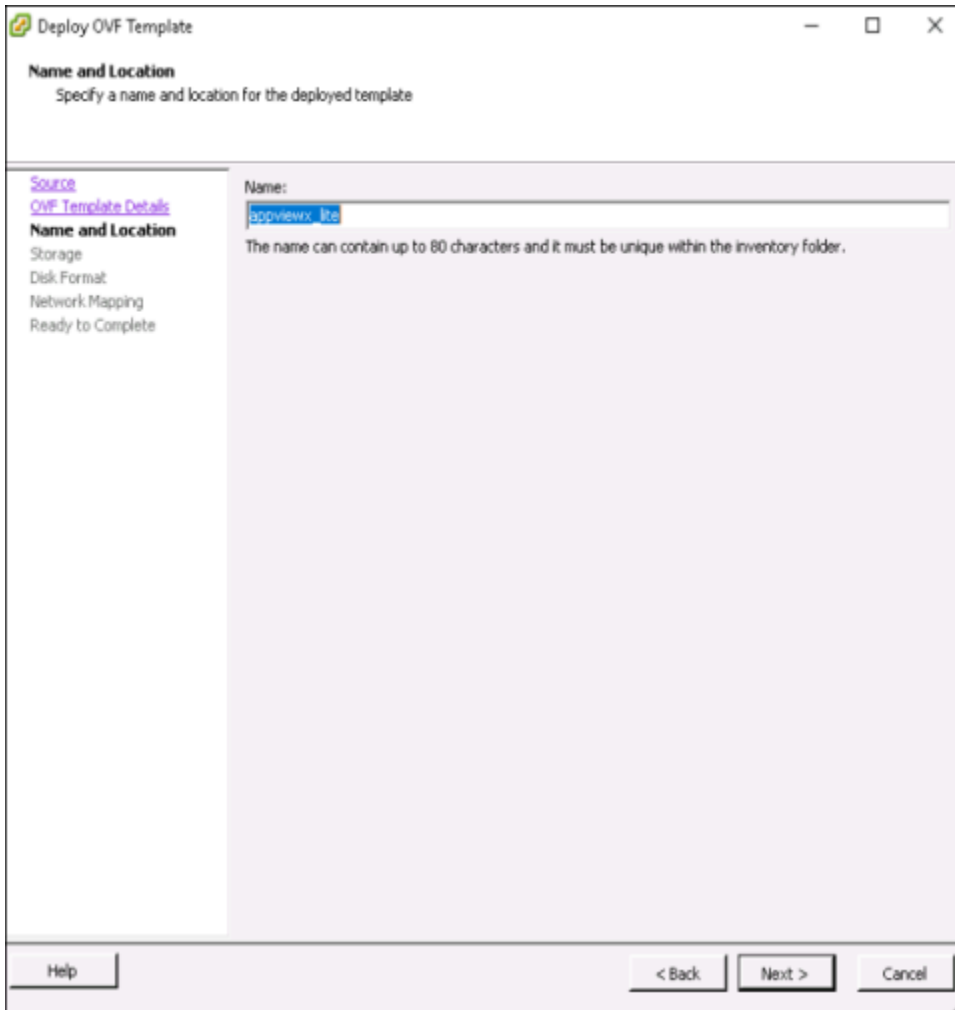 Deploy OVF Template
Name and Location
Specify a name and location for the deployed template
Source
OVF Template Details
Name and Location
Storage
Disk Format
Network Mapping
Ready to Complete
Name:
appviewx_lite
The name can contain up to 80 characters and it must be unique within the inventory folder.
Help
< Back
Next >
Cancel